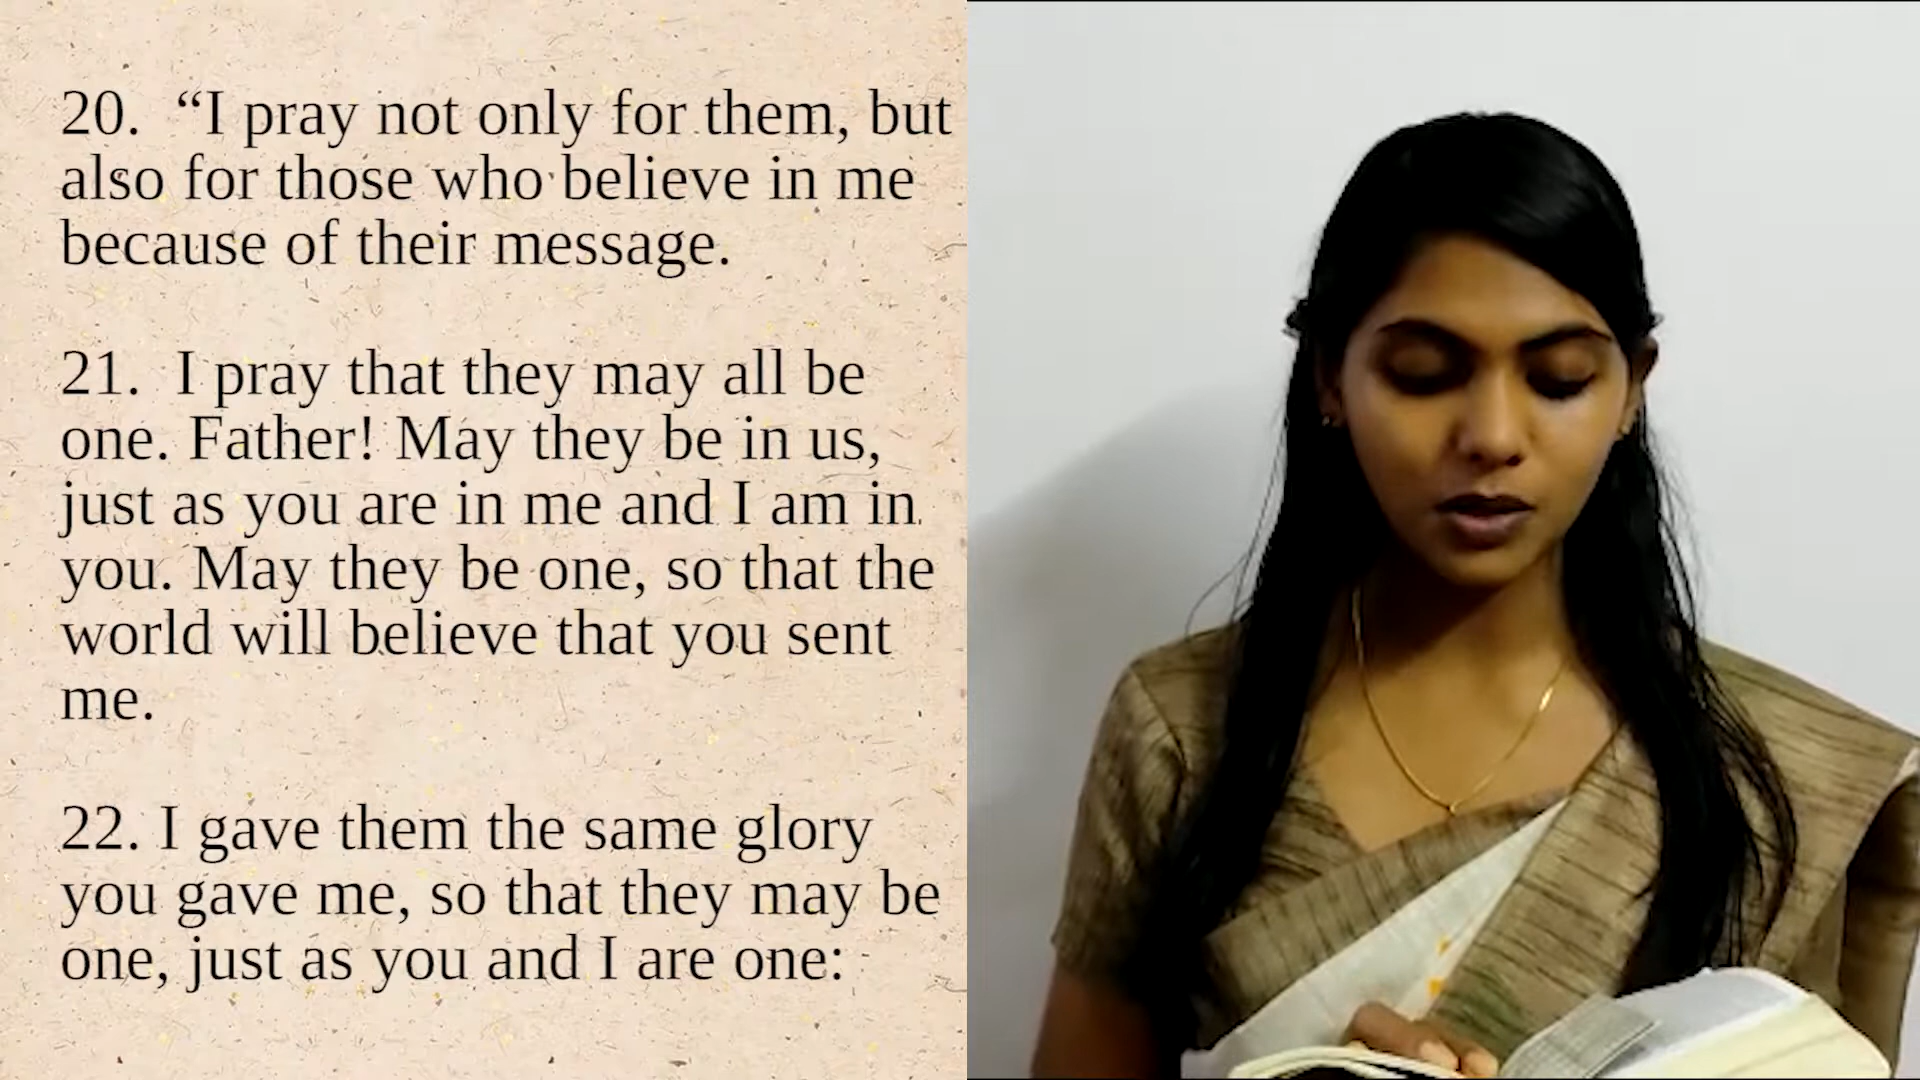 20.  “I pray not only for them, but
also for those who believe in me
because of their message.
21.  I pray that they may all be
one. Father! May they be in us,
just as you are in me and I am in
you. May they be one, so that the
world will believe that you sent
me.
22. I gave them the same glory
you gave me, so that they may be
one, just as you and I are one: